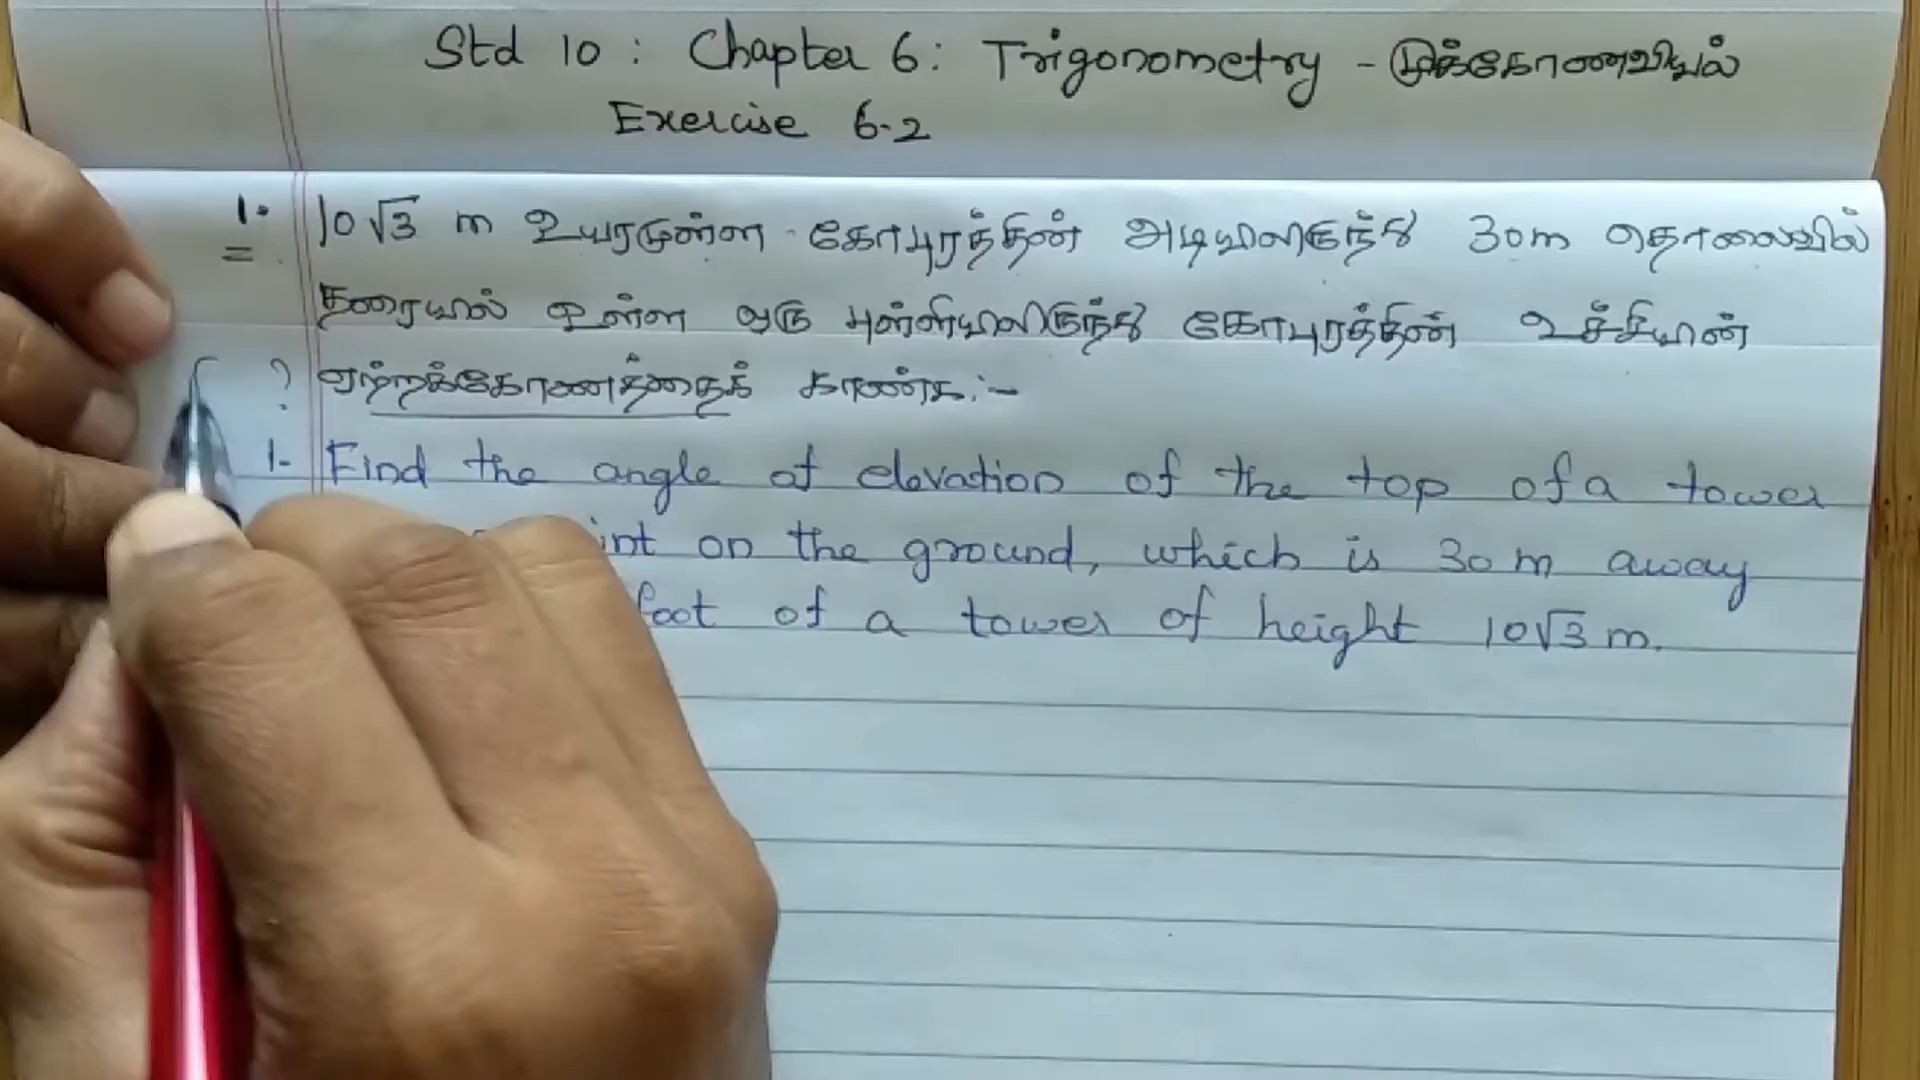 Std 10 : Chapter 6 : Trigonometry - முக்கோணவியல்
Exercise 6-2
1. 10√3 m உயரமுள்ள கோபுரத்தின் அடியிலிருந்து 30m தொலைவில்
தரையில் உள்ள ஒரு புள்ளியிலிருந்து கோபுரத்தின் உச்சியின்
? ஏற்றக்கோணத்தைக் காண்க:-
1- Find the angle of elevation of the top of a tower
int on the ground, which is 30 m away
foot of a tower of height 10√3 m.